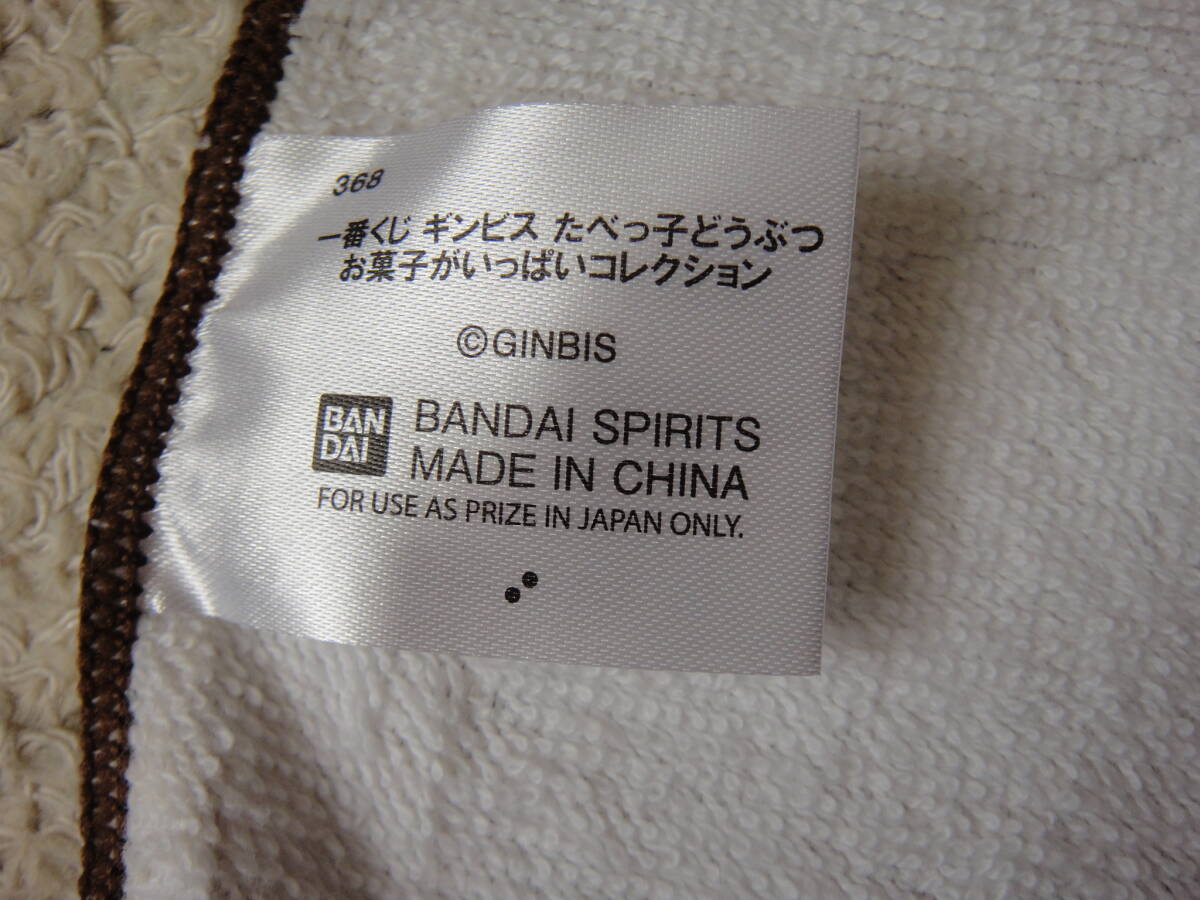 368
一番くじ ギンビス たべっ子どうぶつ
お菓子がいっぱいコレクション
©GINBIS
BAN
DAI
BANDAI SPIRITS
MADE IN CHINA
FOR USE AS PRIZE IN JAPAN ONLY.